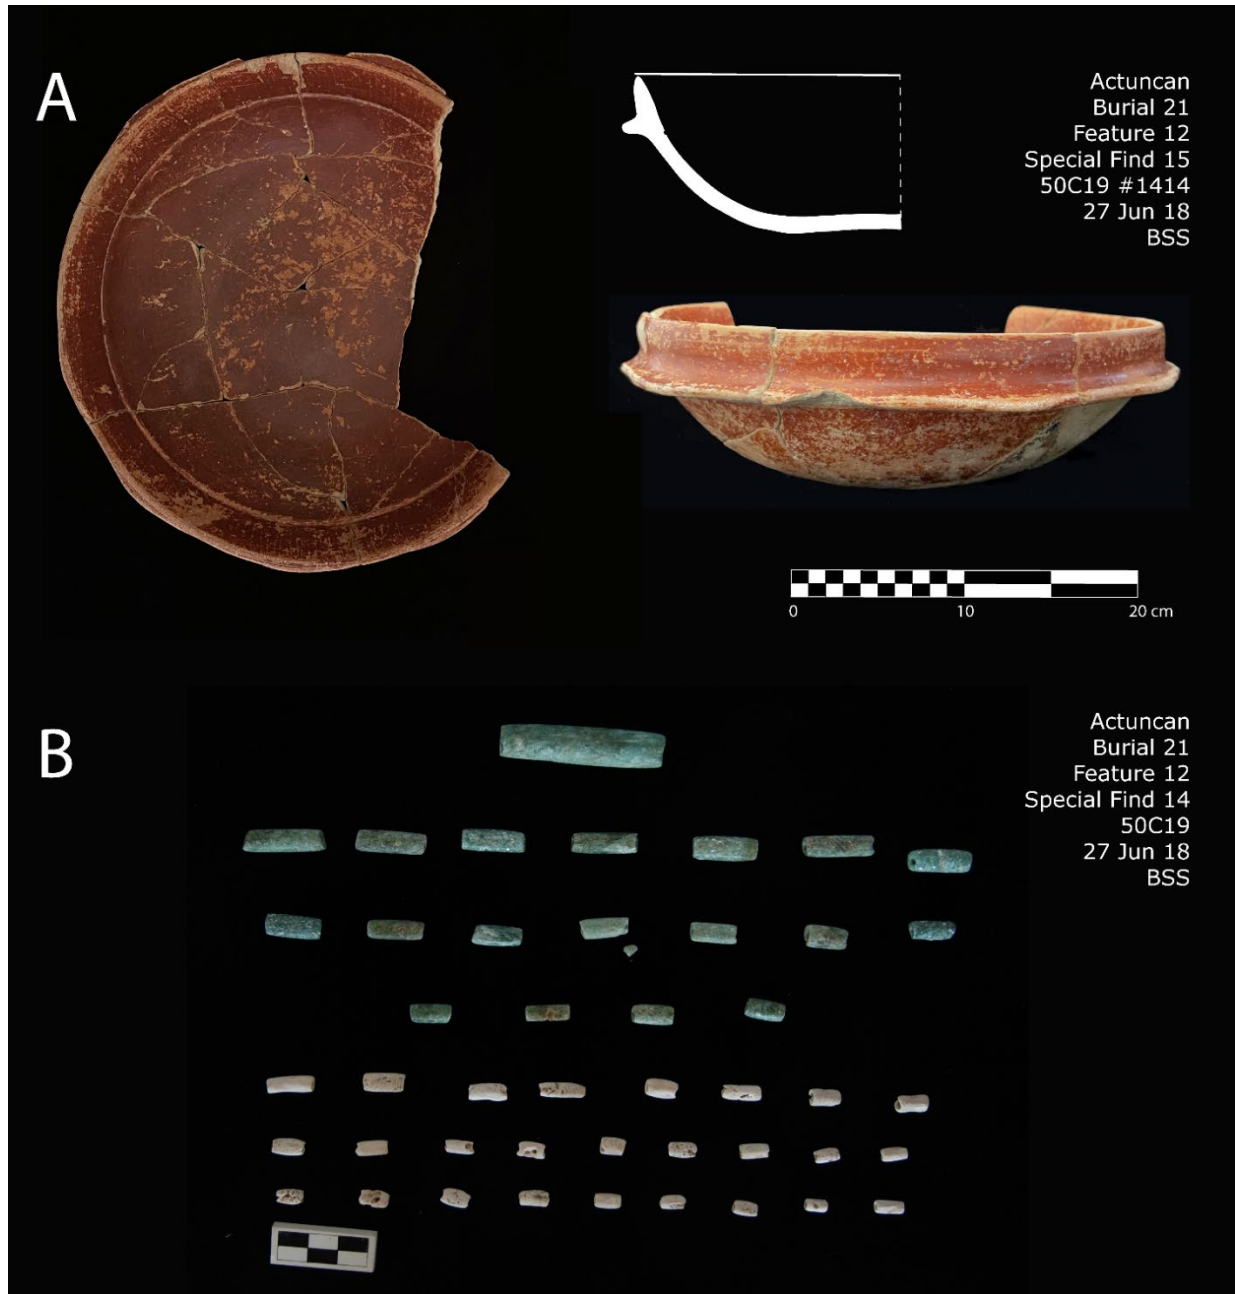 A
Actuncan
Burial 21
Feature 12
Special Find 15
50C19 #1414
27 Jun 18
BSS
0 10 20 cm
B
Actuncan
Burial 21
Feature 12
Special Find 14
50C19
27 Jun 18
BSS